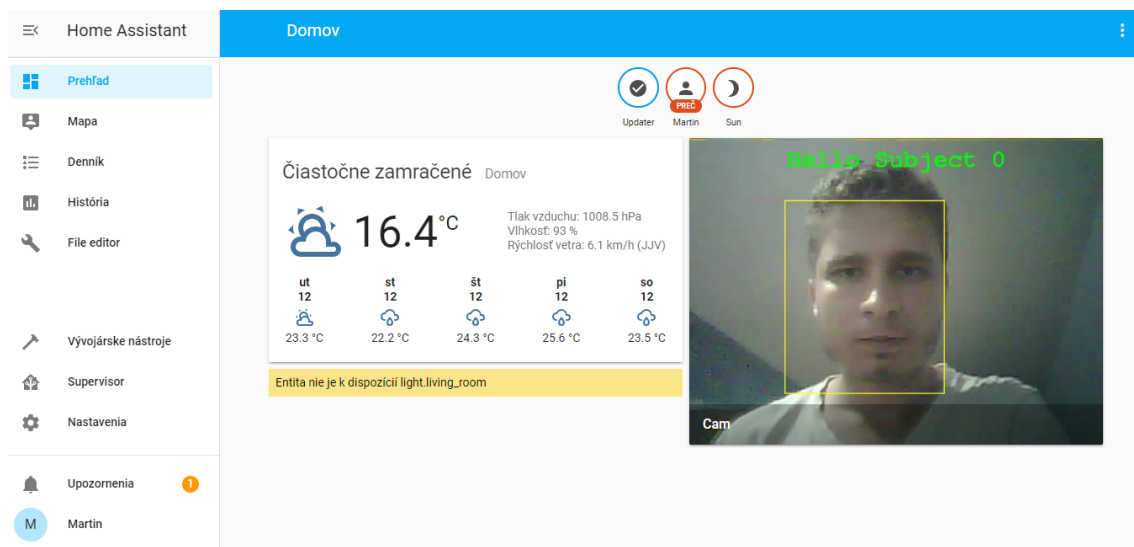 Home Assistant
Prehľad
Mapa
Denník
História
File editor
Vývojárske nástroje
Supervisor
Nastavenia
Upozornenia
1
M
Martin
Domov
Updater
PREČ
Martin
Sun
Čiastočne zamračené Domov
16.4°C
Tlak vzduchu: 1008.5 hPa
Vlhkosť: 93 %
Rýchlosť vetra: 6.1 km/h (JJV)
ut st št pi so
12 12 12 12 12
23.3 °C 22.2 °C 24.3 °C 25.6 °C 23.5 °C
Entita nie je k dispozícií light.living_room
Hello Subject 0
Cam